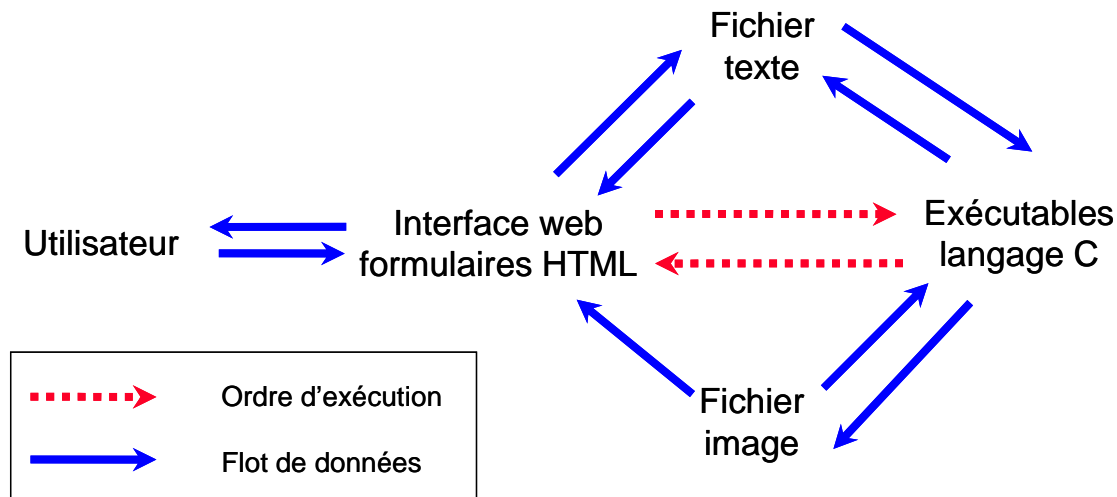 Fichier
texte
Utilisateur
Interface web
formulaires HTML
Exécutables
langage C
Fichier
image
Ordre d'exécution
Flot de données